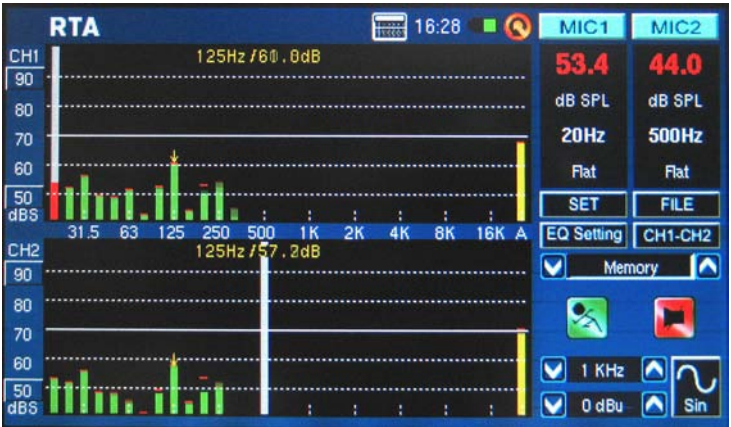 RTA
16:28
CH1
125Hz/60.0dB
90
80
70
60
50
dBS
31.5 63 125 250 500 1K 2K 4K 8K 16K A
CH2
125Hz/57.2dB
90
80
70
60
50
dBS
MIC1 MIC2
53.4 44.0
dB SPL dB SPL
20Hz 500Hz
Flat Flat
SET FILE
EQ Setting CH1-CH2
Memory
1 KHz
0 dBu
Sin